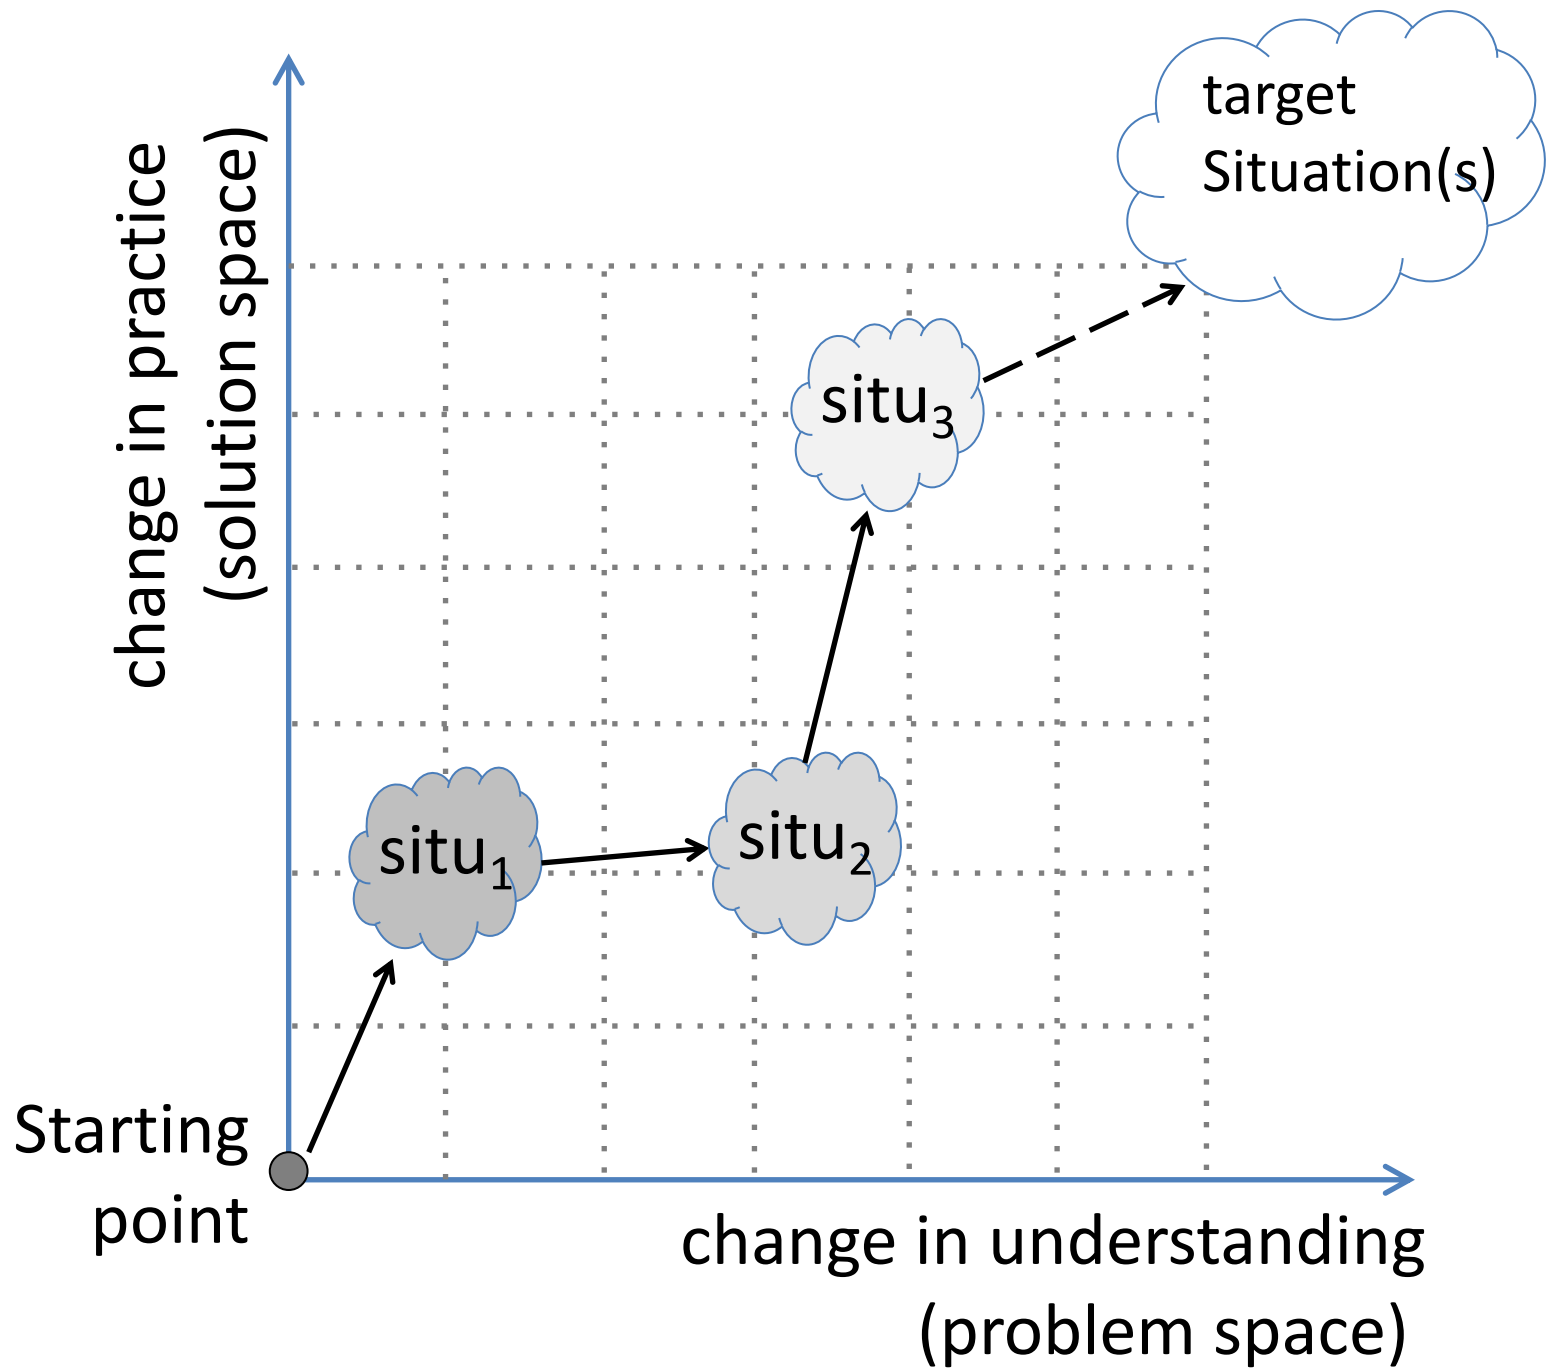 change in practice
(solution space)
target
Situation(s)
situ₃
situ₁
situ₂
Starting
point
change in understanding
(problem space)